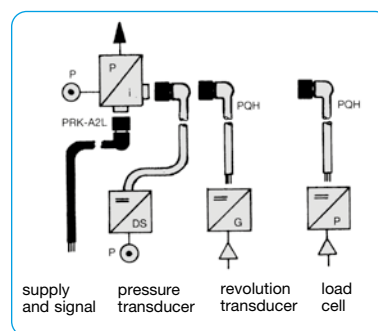 P
P
i
PRK-A2L
PQH
PQH
DS
G
P
P
supply and signal
pressure transducer
revolution transducer
load cell